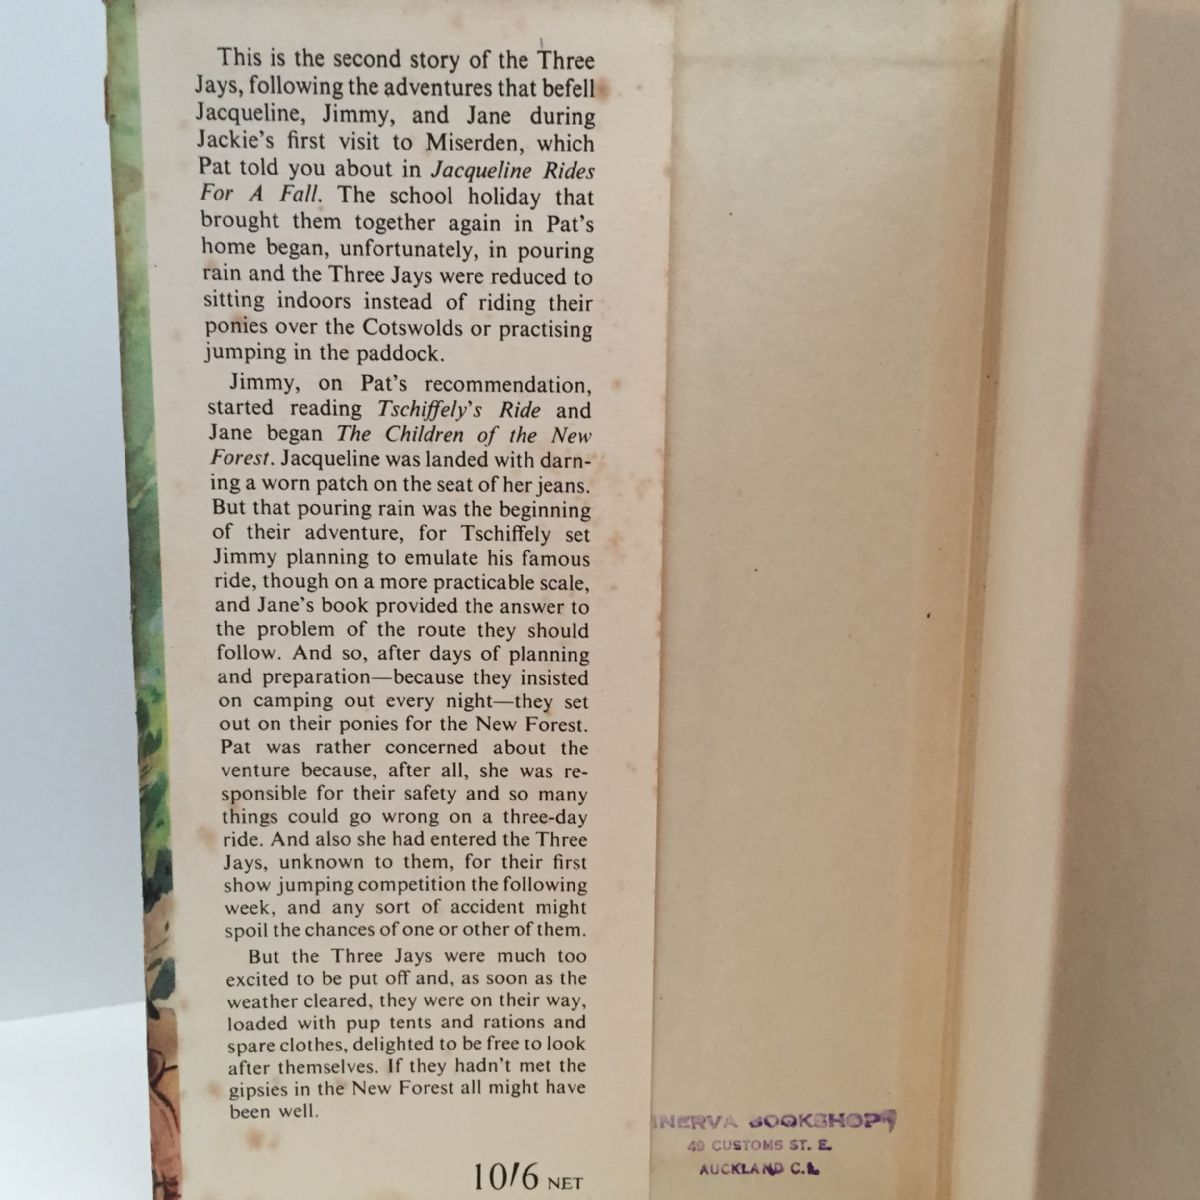 This is the second story of the Three
Jays, following the adventures that befell
Jacqueline, Jimmy, and Jane during
Jackie's first visit to Miserden, which
Pat told you about in Jacqueline Rides
For A Fall. The school holiday that
brought them together again in Pat's
home began, unfortunately, in pouring
rain and the Three Jays were reduced to
sitting indoors instead of riding their
ponies over the Cotswolds or practising
jumping in the paddock.
Jimmy, on Pat's recommendation,
started reading Tschiffely's Ride and
Jane began The Children of the New
Forest. Jacqueline was landed with darn-
ing a worn patch on the seat of her jeans.
But that pouring rain was the beginning
of their adventure, for Tschiffely set
Jimmy planning to emulate his famous
ride, though on a more practicable scale,
and Jane's book provided the answer to
the problem of the route they should
follow. And so, after days of planning
and preparation—because they insisted
on camping out every night—they set
out on their ponies for the New Forest.
Pat was rather concerned about the
venture because, after all, she was re-
sponsible for their safety and so many
things could go wrong on a three-day
ride. And also she had entered the Three
Jays, unknown to them, for their first
show jumping competition the following
week, and any sort of accident might
spoil the chances of one or other of them.
But the Three Jays were much too
excited to be put off and, as soon as the
weather cleared, they were on their way,
loaded with pup tents and rations and
spare clothes, delighted to be free to look
after themselves. If they hadn't met the
gipsies in the New Forest all might have
been well.
10/6 NET
INERVA BOOKSHOP
49 CUSTOMS ST. E.
AUCKLAND C.1.